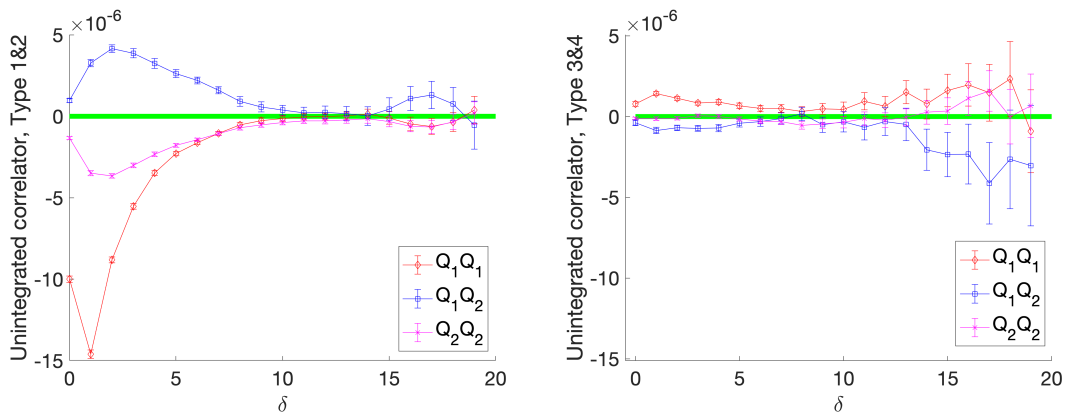 ×10⁻⁶
5
0
-5
-10
-15
0
5
10
15
20
δ
Unintegrated correlator, Type 1&2
Q₁Q₁
Q₁Q₂
Q₂Q₂
×10⁻⁶
5
0
-5
-10
-15
0
5
10
15
20
δ
Unintegrated correlator, Type 3&4
Q₁Q₁
Q₁Q₂
Q₂Q₂